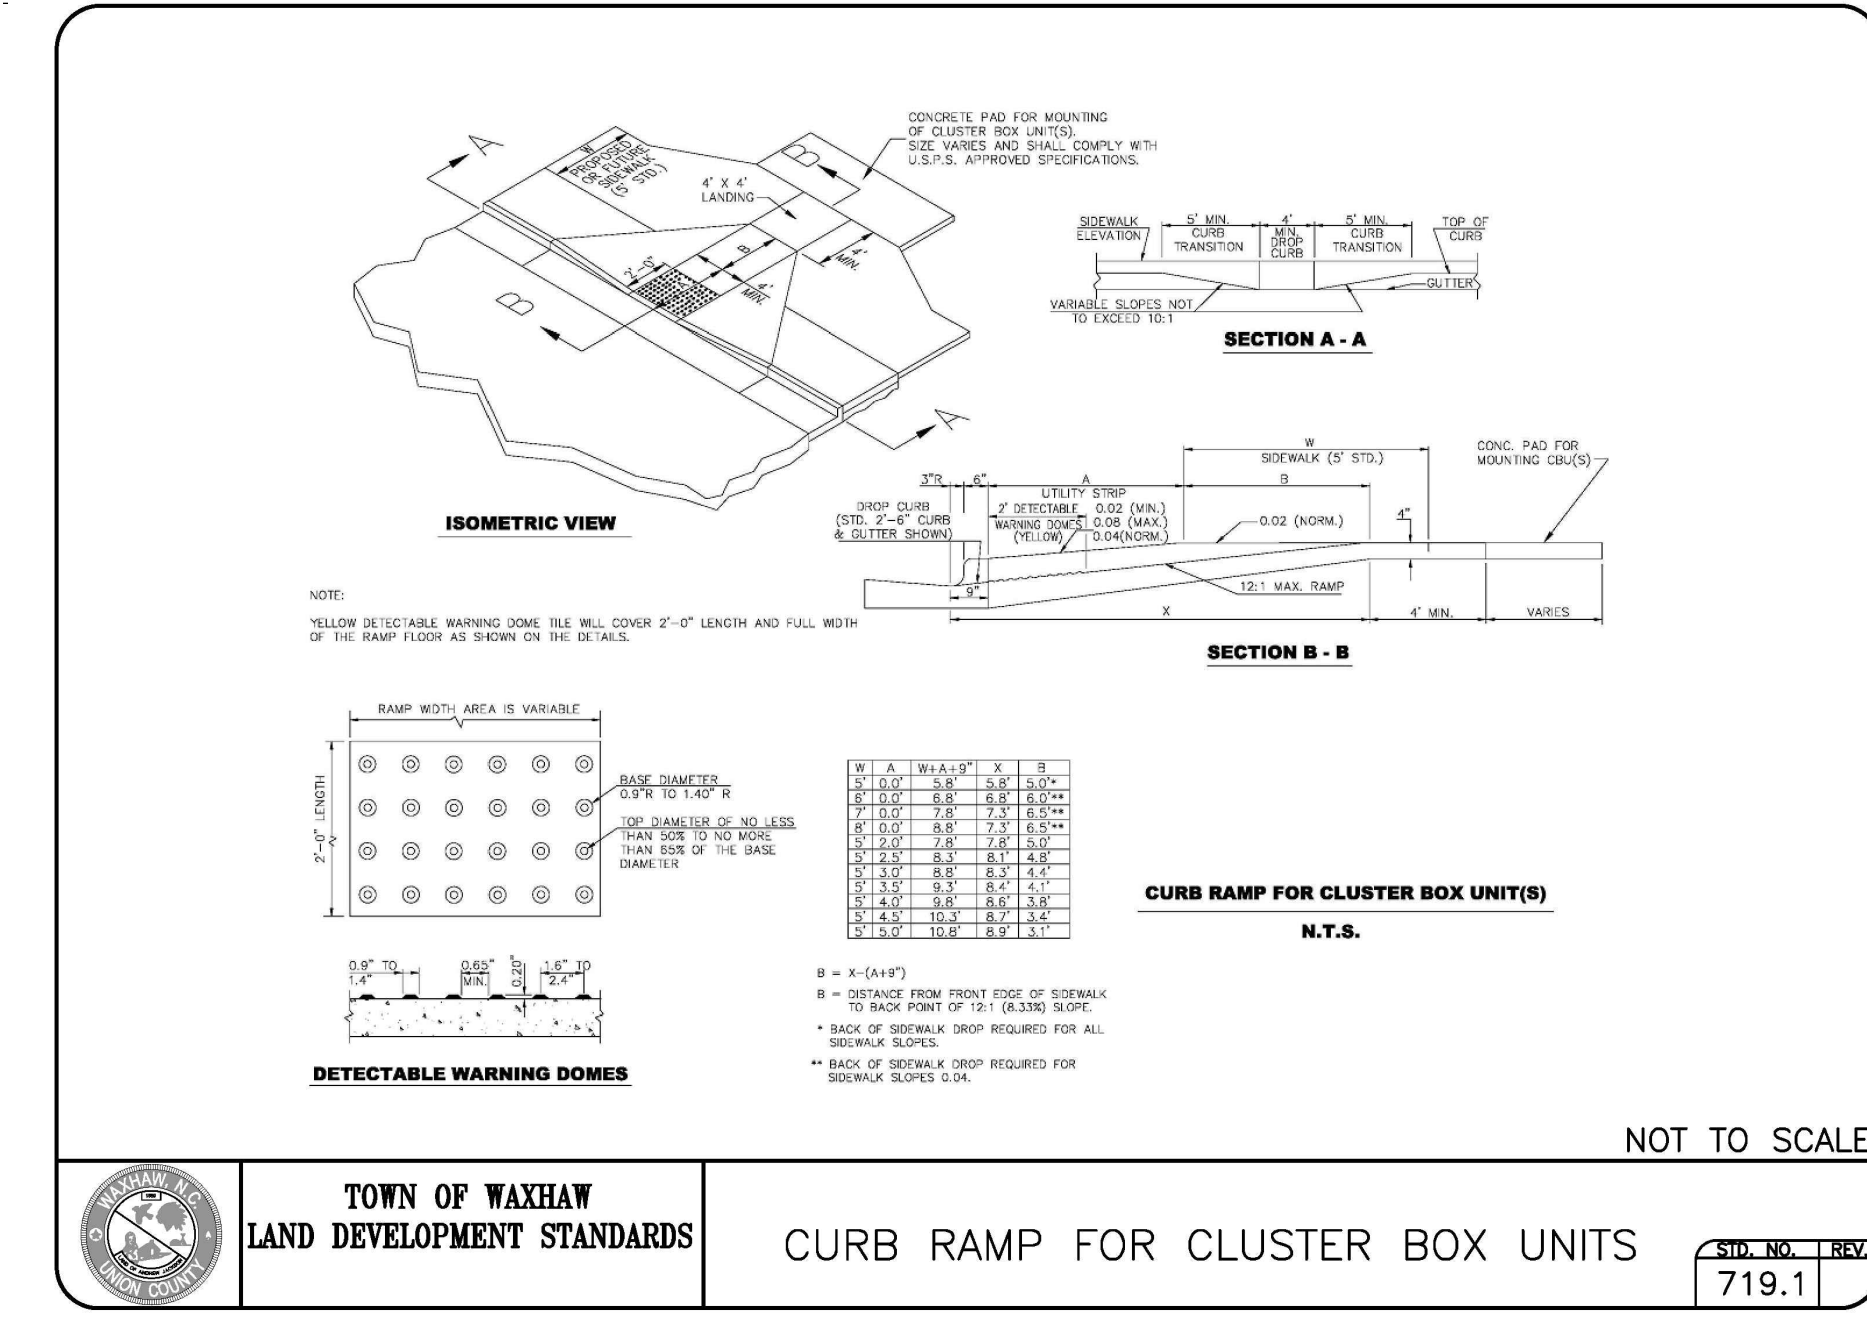 A
W
PROPOSED
OR FUTURE
SIDEWALK
(5' STD.)
B
CONCRETE PAD FOR MOUNTING
OF CLUSTER BOX UNIT(S).
SIZE VARIES AND SHALL COMPLY WITH
U.S.P.S. APPROVED SPECIFICATIONS.
4' X 4'
LANDING
2'-0"
B
A
4'
MIN.
4'
MIN.
B
A
ISOMETRIC VIEW
SIDEWALK
ELEVATION
5' MIN.
CURB
TRANSITION
4'
MIN.
DROP
CURB
5' MIN.
CURB
TRANSITION
TOP OF
CURB
GUTTER
VARIABLE SLOPES NOT
TO EXCEED 10:1
SECTION A - A
W
SIDEWALK (5' STD.)
CONC. PAD FOR
MOUNTING CBU(S)
3"R
6"
A
UTILITY STRIP
B
DROP CURB
(STD. 2'-6" CURB
& GUTTER SHOWN)
2' DETECTABLE
WARNING DOMES
(YELLOW)
0.02 (MIN.)
0.08 (MAX.)
0.04(NORM.)
0.02 (NORM.)
4"
9"
12:1 MAX. RAMP
X
4' MIN.
VARIES
SECTION B - B
NOTE:
YELLOW DETECTABLE WARNING DOME TILE WILL COVER 2'-0" LENGTH AND FULL WIDTH
OF THE RAMP FLOOR AS SHOWN ON THE DETAILS.
RAMP WIDTH AREA IS VARIABLE
2'-0" LENGTH
BASE DIAMETER
0.9"R TO 1.40" R
TOP DIAMETER OF NO LESS
THAN 50% TO NO MORE
THAN 65% OF THE BASE
DIAMETER
0.9" TO
1.4"
0.65"
MIN.
0.20"
1.6" TO
2.4"
DETECTABLE WARNING DOMES
W A W+A+9" X B
5' 0.0' 5.8' 5.8' 5.0'*
6' 0.0' 6.8' 6.8' 6.0'**
7' 0.0' 7.8' 7.3' 6.5'**
8' 0.0' 8.8' 7.3' 6.5'**
5' 2.0' 7.8' 7.8' 5.0'
5' 2.5' 8.3' 8.1' 4.8'
5' 3.0' 8.8' 8.3' 4.4'
5' 3.5' 9.3' 8.4' 4.1'
5' 4.0' 9.8' 8.6' 3.8'
5' 4.5' 10.3' 8.7' 3.4'
5' 5.0' 10.8' 8.9' 3.1'
B = X-(A+9")
B = DISTANCE FROM FRONT EDGE OF SIDEWALK
TO BACK POINT OF 12:1 (8.33%) SLOPE.
* BACK OF SIDEWALK DROP REQUIRED FOR ALL
SIDEWALK SLOPES.
** BACK OF SIDEWALK DROP REQUIRED FOR
SIDEWALK SLOPES 0.04.
CURB RAMP FOR CLUSTER BOX UNIT(S)
N.T.S.
NOT TO SCALE
WAXHAW, N.C.
1889
LAND OF ANDREW JACKSON
UNION COUNTY
TOWN OF WAXHAW
LAND DEVELOPMENT STANDARDS
CURB RAMP FOR CLUSTER BOX UNITS
STD. NO. REV.
719.1